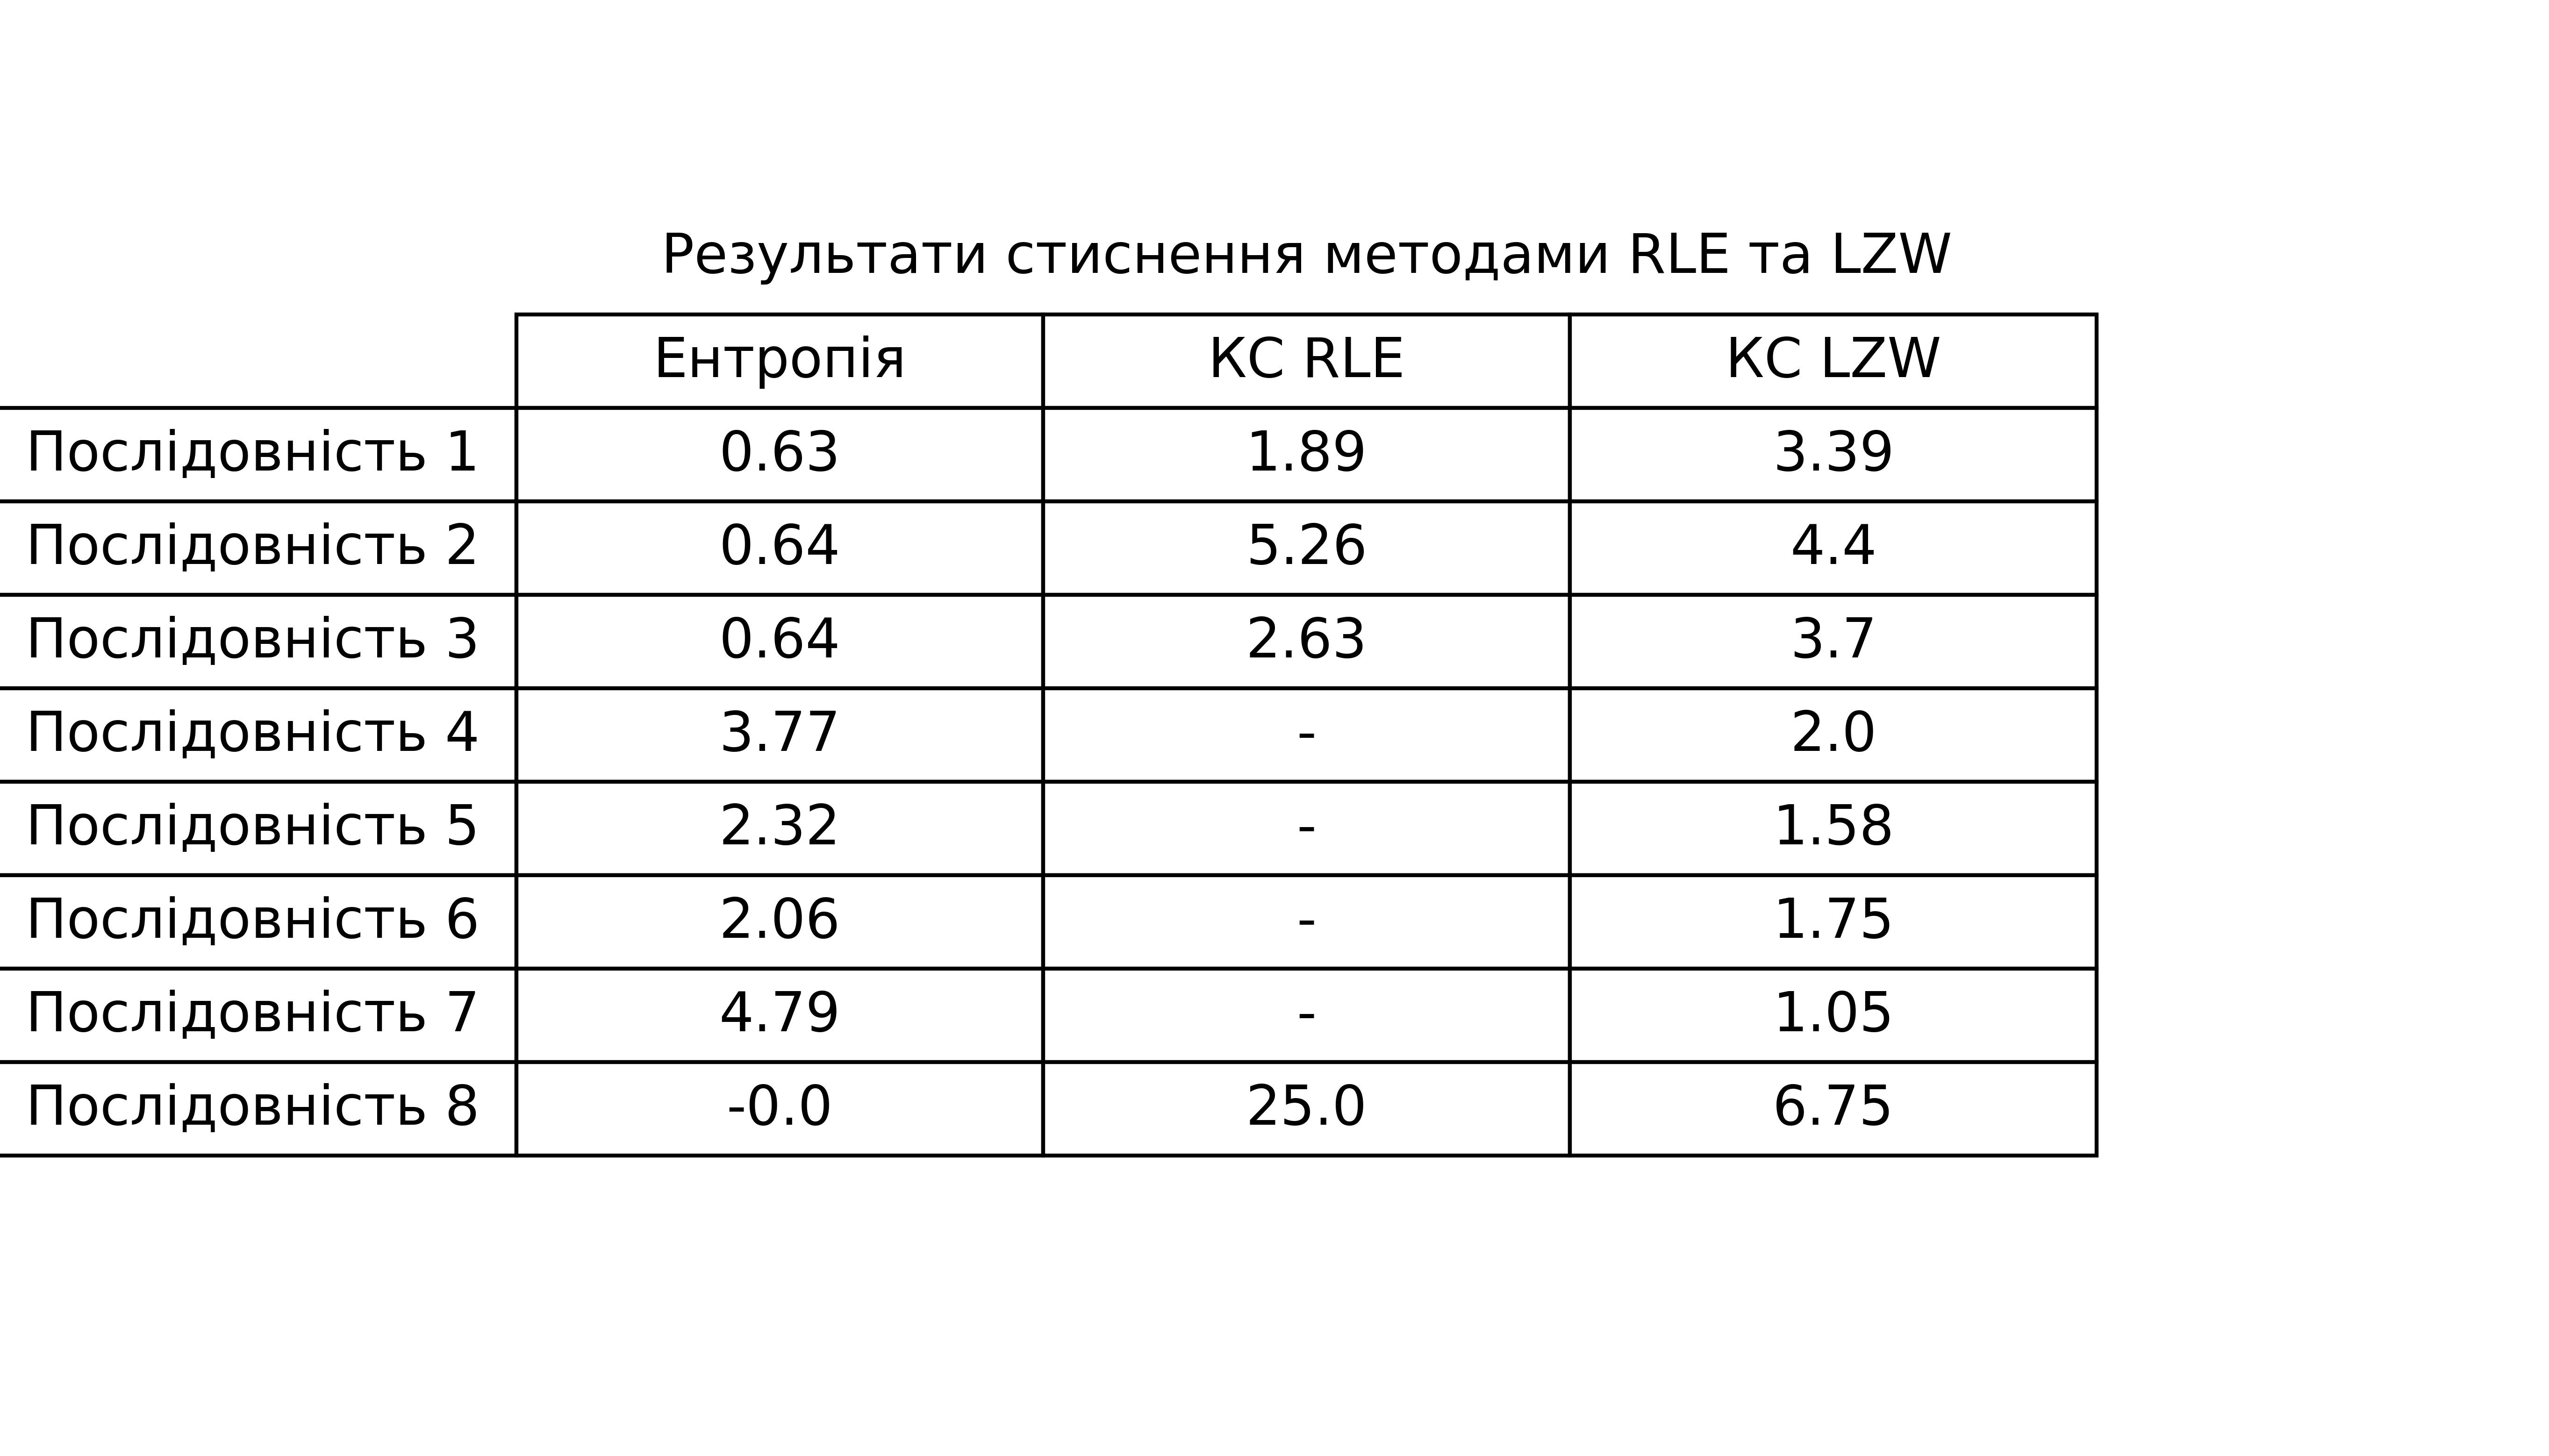 Результати стиснення методами RLE та LZW
Ентропія КС RLE КС LZW
Послідовність 1 0.63 1.89 3.39
Послідовність 2 0.64 5.26 4.4
Послідовність 3 0.64 2.63 3.7
Послідовність 4 3.77 - 2.0
Послідовність 5 2.32 - 1.58
Послідовність 6 2.06 - 1.75
Послідовність 7 4.79 - 1.05
Послідовність 8 -0.0 25.0 6.75